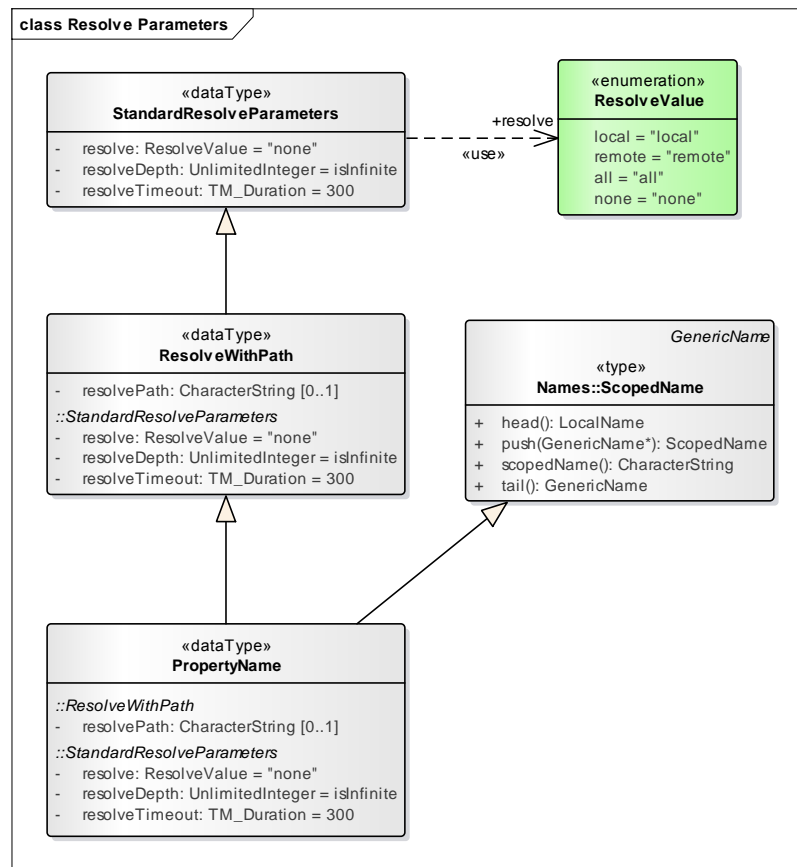 class Resolve Parameters
«dataType»
StandardResolveParameters
- resolve: ResolveValue = "none"
- resolveDepth: UnlimitedInteger = isInfinite
- resolveTimeout: TM_Duration = 300
+resolve
«use»
«enumeration»
ResolveValue
local = "local"
remote = "remote"
all = "all"
none = "none"
«dataType»
ResolveWithPath
- resolvePath: CharacterString [0..1]
::StandardResolveParameters
- resolve: ResolveValue = "none"
- resolveDepth: UnlimitedInteger = isInfinite
- resolveTimeout: TM_Duration = 300
GenericName
«type»
Names::ScopedName
+ head(): LocalName
+ push(GenericName*): ScopedName
+ scopedName(): CharacterString
+ tail(): GenericName
«dataType»
PropertyName
::ResolveWithPath
- resolvePath: CharacterString [0..1]
::StandardResolveParameters
- resolve: ResolveValue = "none"
- resolveDepth: UnlimitedInteger = isInfinite
- resolveTimeout: TM_Duration = 300